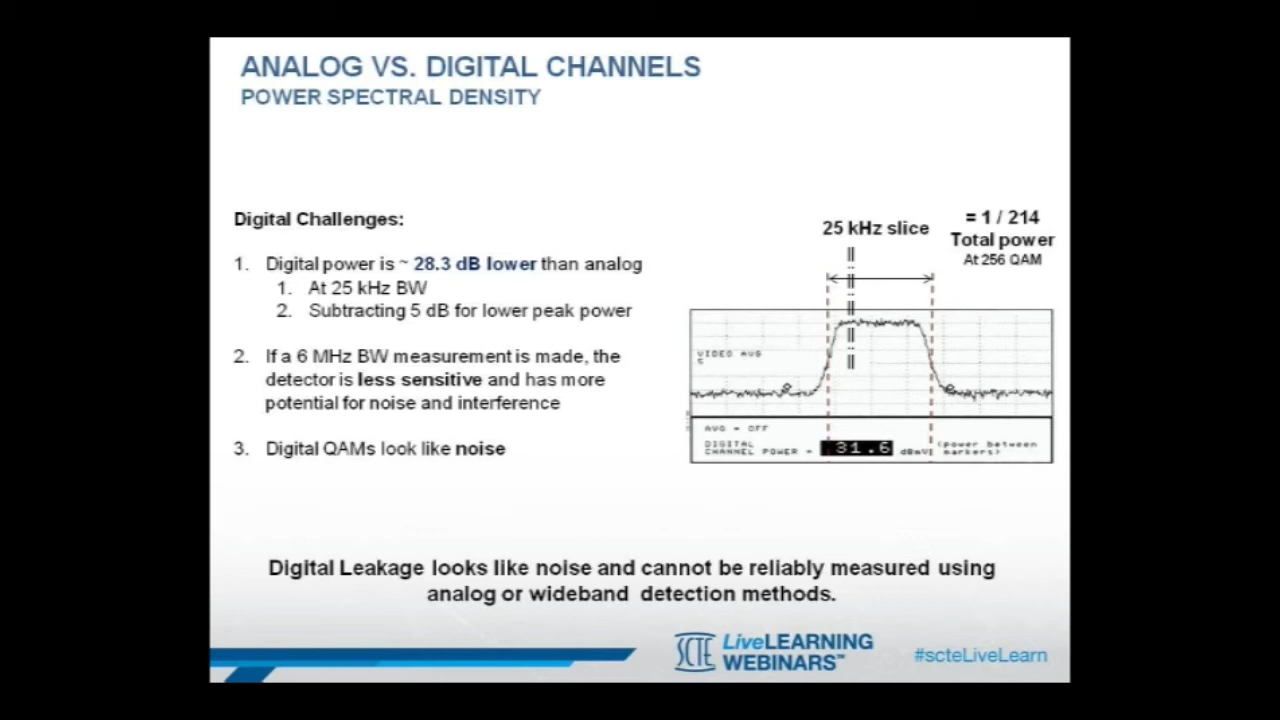 ANALOG VS. DIGITAL CHANNELS
POWER SPECTRAL DENSITY
Digital Challenges:
1. Digital power is ~ 28.3 dB lower than analog
1. At 25 kHz BW
2. Subtracting 5 dB for lower peak power
2. If a 6 MHz BW measurement is made, the
detector is less sensitive and has more
potential for noise and interference
3. Digital QAMs look like noise
25 kHz slice
= 1 / 214
Total power
At 256 QAM
VIDEO AVG
5
AVG = OFF
DIGITAL
CHANNEL POWER = 31.6 dBmV
(power between
markers)
Digital Leakage looks like noise and cannot be reliably measured using
analog or wideband detection methods.
SCTE LiveLEARNING
WEBINARS™
#scteLiveLearn